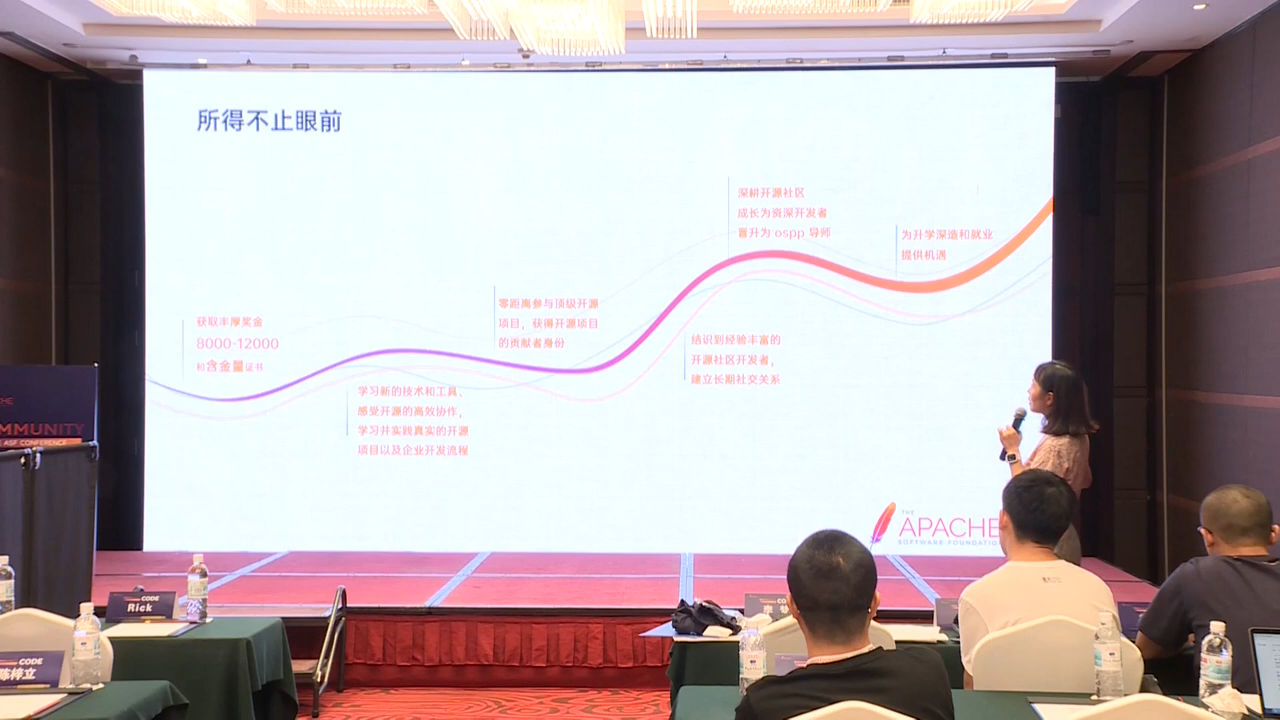 所得不止眼前
获取丰厚奖金
8000-12000
和含金量证书
学习新的技术和工具、
感受开源的高效协作，
学习并实践真实的开源
项目以及企业开发流程
零距离参与顶级开源
项目，获得开源项目
的贡献者身份
结识到经验丰富的
开源社区开发者，
建立长期社交关系
深耕开源社区
成长为资深开发者
晋升为 ospp 导师
为升学深造和就业
提供机遇
THE
APACHE
SOFTWARE FOUNDATIO
MMUNITY
ASF CONFERENCE
CODE
Rick
CODE
陈梓立